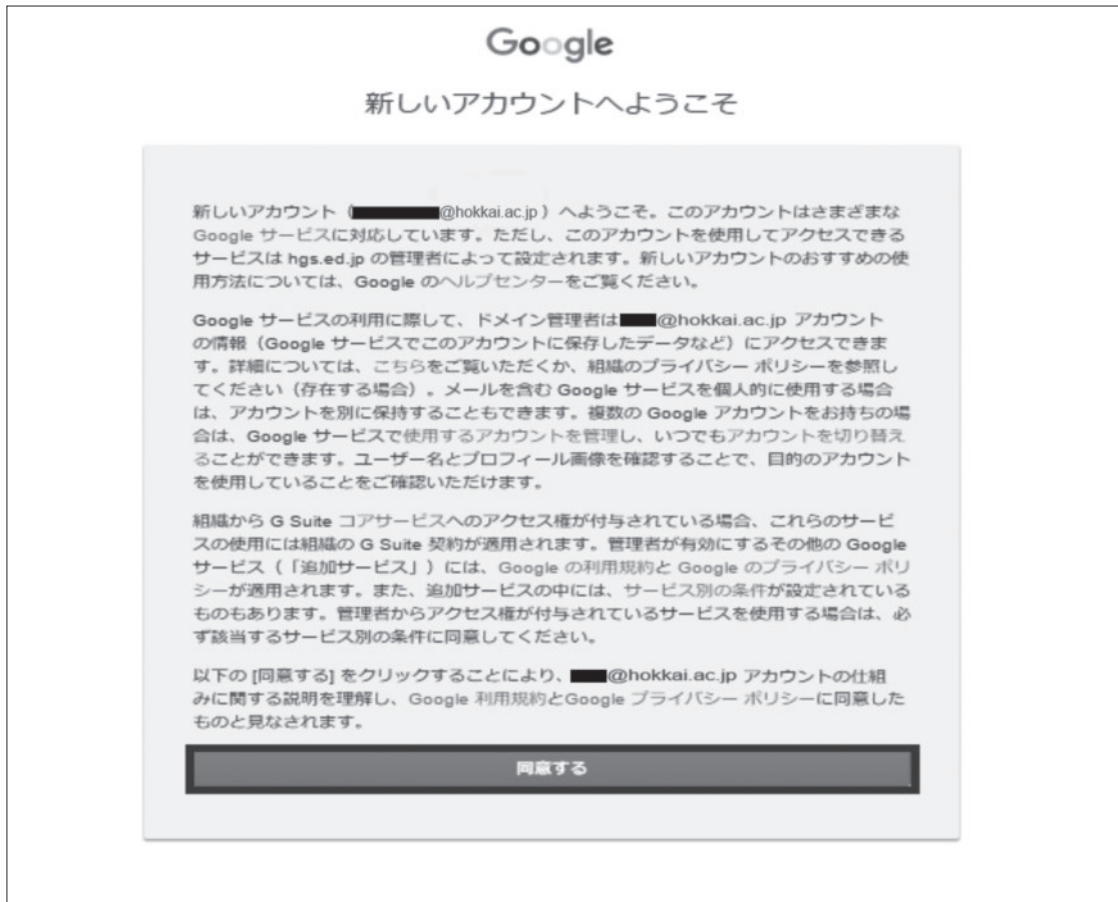 Google
新しいアカウントへようこそ
新しいアカウント（@hokkai.ac.jp）へようこそ。このアカウントはさまざまな
Google サービスに対応しています。ただし、このアカウントを使用してアクセスできる
サービスは hgs.ed.jp の管理者によって設定されます。新しいアカウントのおすすめの使
用方法については、Google のヘルプセンターをご覧ください。
Google サービスの利用に際して、ドメイン管理者は@hokkai.ac.jp アカウント
の情報（Google サービスでこのアカウントに保存したデータなど）にアクセスできま
す。詳細については、こちらをご覧いただくか、組織のプライバシー ポリシーを参照し
てください（存在する場合）。メールを含む Google サービスを個人的に使用する場合
は、アカウントを別に保持することもできます。複数の Google アカウントをお持ちの場
合は、Google サービスで使用するアカウントを管理し、いつでもアカウントを切り替え
ることができます。ユーザー名とプロフィール画像を確認することで、目的のアカウント
を使用していることをご確認いただけます。
組織から G Suite コアサービスへのアクセス権が付与されている場合、これらのサービ
スの使用には組織の G Suite 契約が適用されます。管理者が有効にするその他の Google
サービス（「追加サービス」）には、Google の利用規約と Google のプライバシー ポリ
シーが適用されます。また、追加サービスの中には、サービス別の条件が設定されている
ものもあります。管理者からアクセス権が付与されているサービスを使用する場合は、必
ず該当するサービス別の条件に同意してください。
以下の [同意する] をクリックすることにより、@hokkai.ac.jp アカウントの仕組
みに関する説明を理解し、Google 利用規約とGoogle プライバシー ポリシーに同意した
ものと見なされます。
同意する